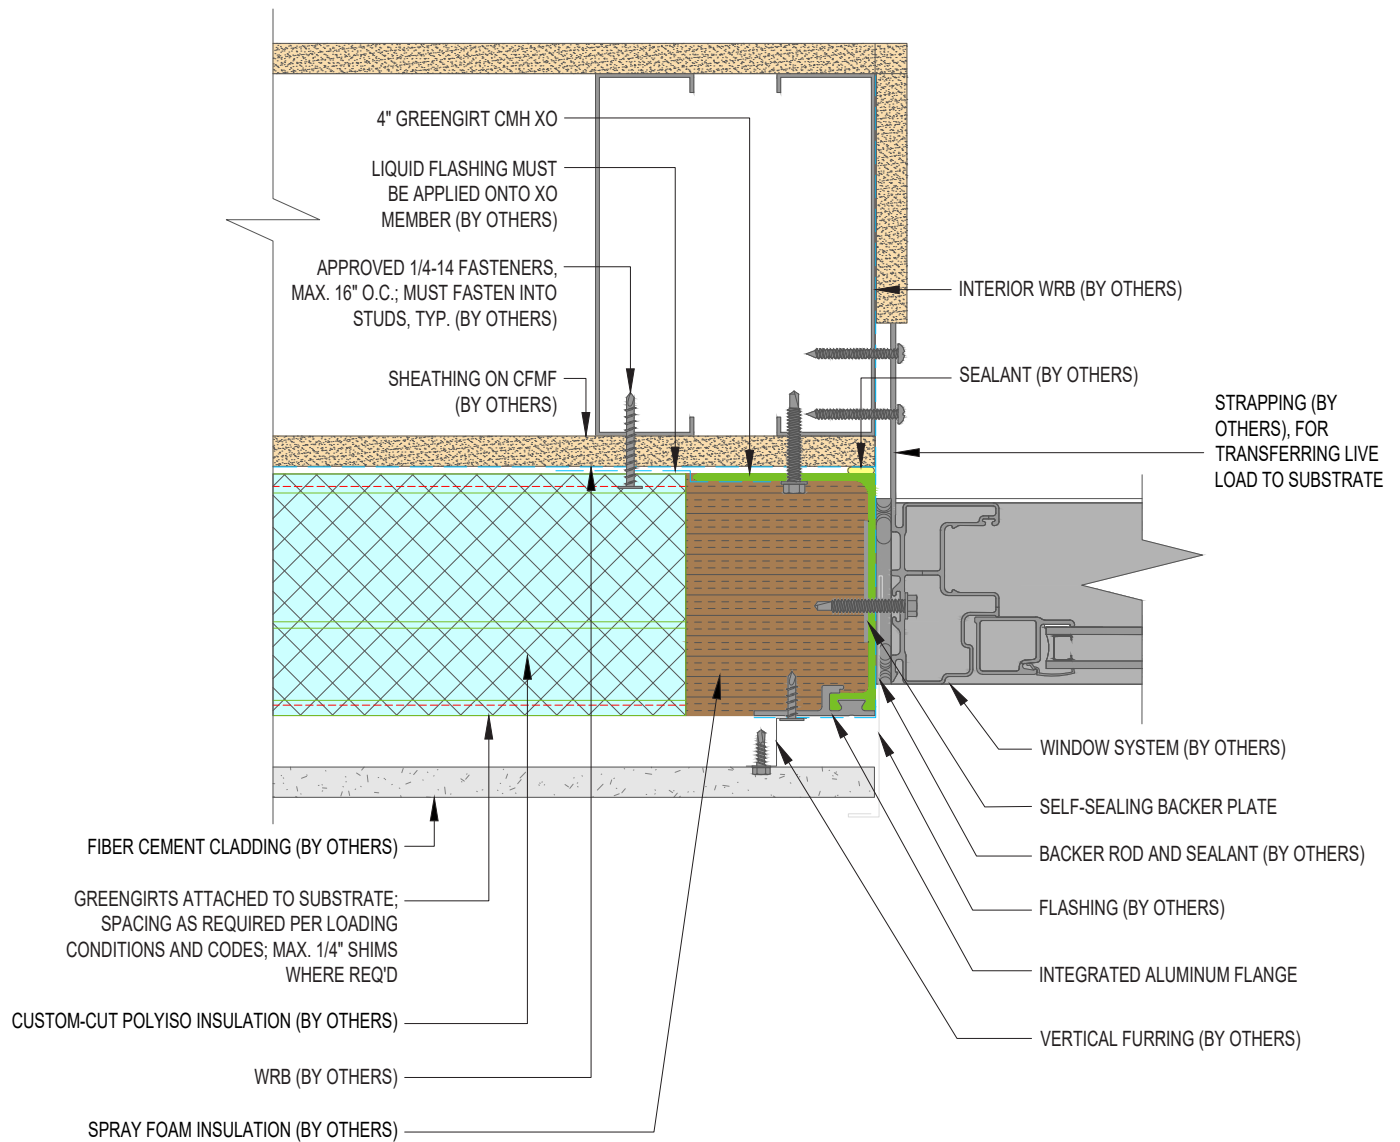 4" GREENGIRT CMH XO
LIQUID FLASHING MUST
BE APPLIED ONTO XO
MEMBER (BY OTHERS)
APPROVED 1/4-14 FASTENERS,
MAX. 16" O.C.; MUST FASTEN INTO
STUDS, TYP. (BY OTHERS)
SHEATHING ON CFMF
(BY OTHERS)
INTERIOR WRB (BY OTHERS)
SEALANT (BY OTHERS)
STRAPPING (BY
OTHERS), FOR
TRANSFERRING LIVE
LOAD TO SUBSTRATE
WINDOW SYSTEM (BY OTHERS)
SELF-SEALING BACKER PLATE
BACKER ROD AND SEALANT (BY OTHERS)
FLASHING (BY OTHERS)
INTEGRATED ALUMINUM FLANGE
VERTICAL FURRING (BY OTHERS)
FIBER CEMENT CLADDING (BY OTHERS)
GREENGIRTS ATTACHED TO SUBSTRATE;
SPACING AS REQUIRED PER LOADING
CONDITIONS AND CODES; MAX. 1/4" SHIMS
WHERE REQ'D
CUSTOM-CUT POLYISO INSULATION (BY OTHERS)
WRB (BY OTHERS)
SPRAY FOAM INSULATION (BY OTHERS)